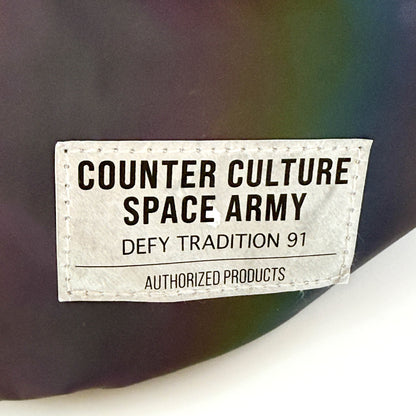 COUNTER CULTURE
SPACE ARMY
DEFY TRADITION 91
AUTHORIZED PRODUCTS